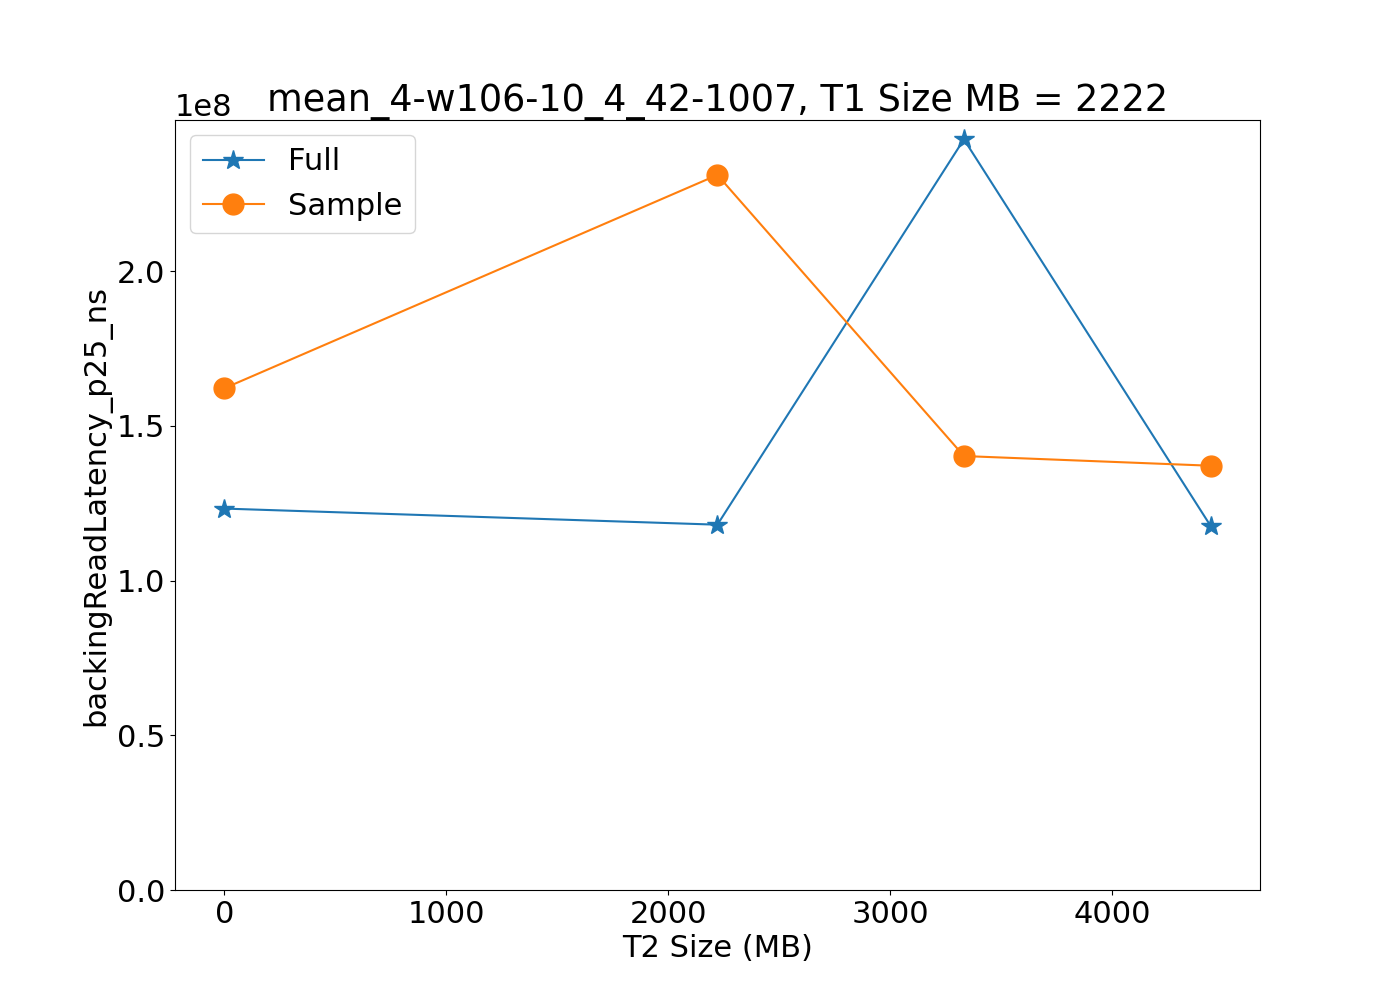 1e8
mean_4-w106-10_4_42-1007, T1 Size MB = 2222
Full
Sample
backingReadLatency_p25_ns
2.0
1.5
1.0
0.5
0.0
0 1000 2000 3000 4000
T2 Size (MB)